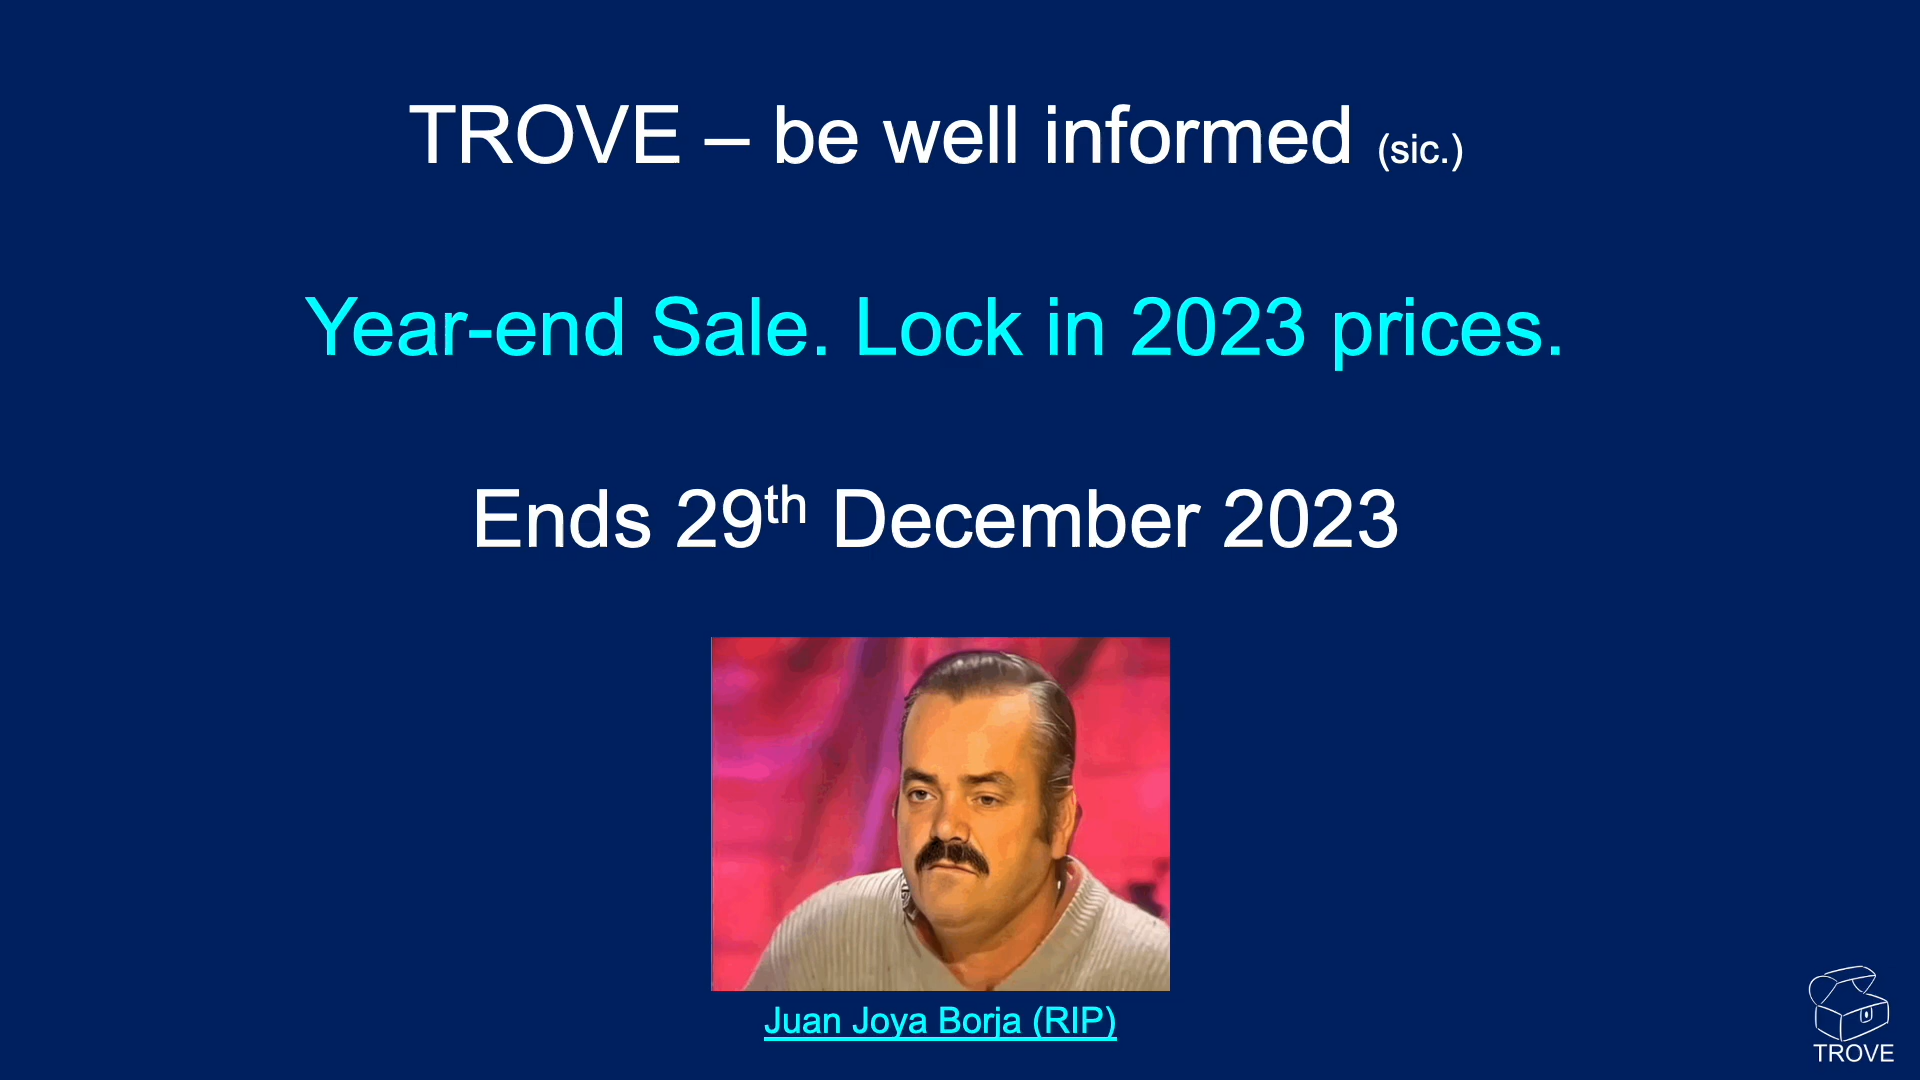 TROVE – be well informed (sic.)
Year-end Sale. Lock in 2023 prices.
Ends 29th December 2023
Juan Joya Borja (RIP)
TROVE